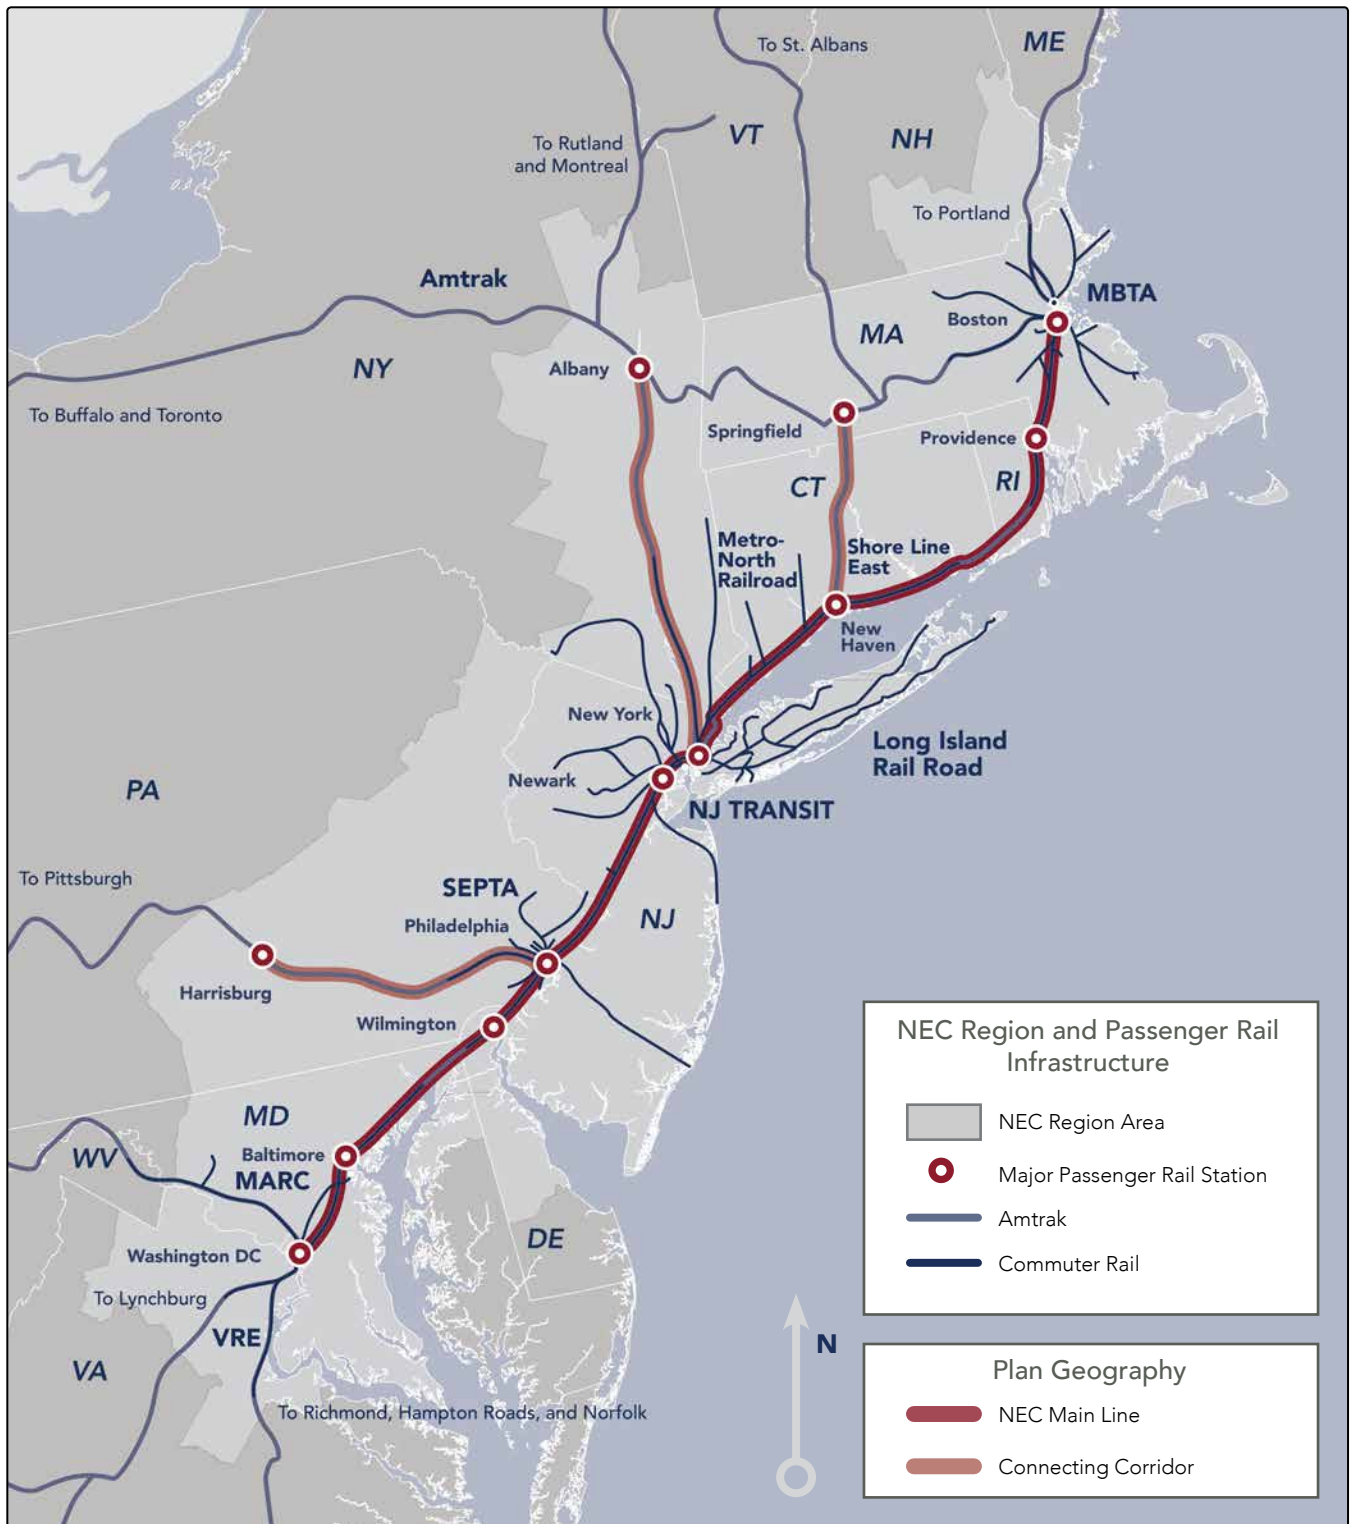 ME
To St. Albans
VT
NH
To Rutland
and Montreal
To Portland
Amtrak
MBTA
Boston
MA
NY
Albany
To Buffalo and Toronto
Springfield
Providence
CT
RI
Metro-
North
Railroad
Shore Line
East
New
Haven
New York
Long Island
Rail Road
Newark
PA
NJ TRANSIT
To Pittsburgh
SEPTA
Philadelphia
NJ
Harrisburg
Wilmington
MD
WV
Baltimore
MARC
DE
Washington DC
To Lynchburg
VRE
VA
To Richmond, Hampton Roads, and Norfolk
N
NEC Region and Passenger Rail
Infrastructure
NEC Region Area
Major Passenger Rail Station
Amtrak
Commuter Rail
Plan Geography
NEC Main Line
Connecting Corridor